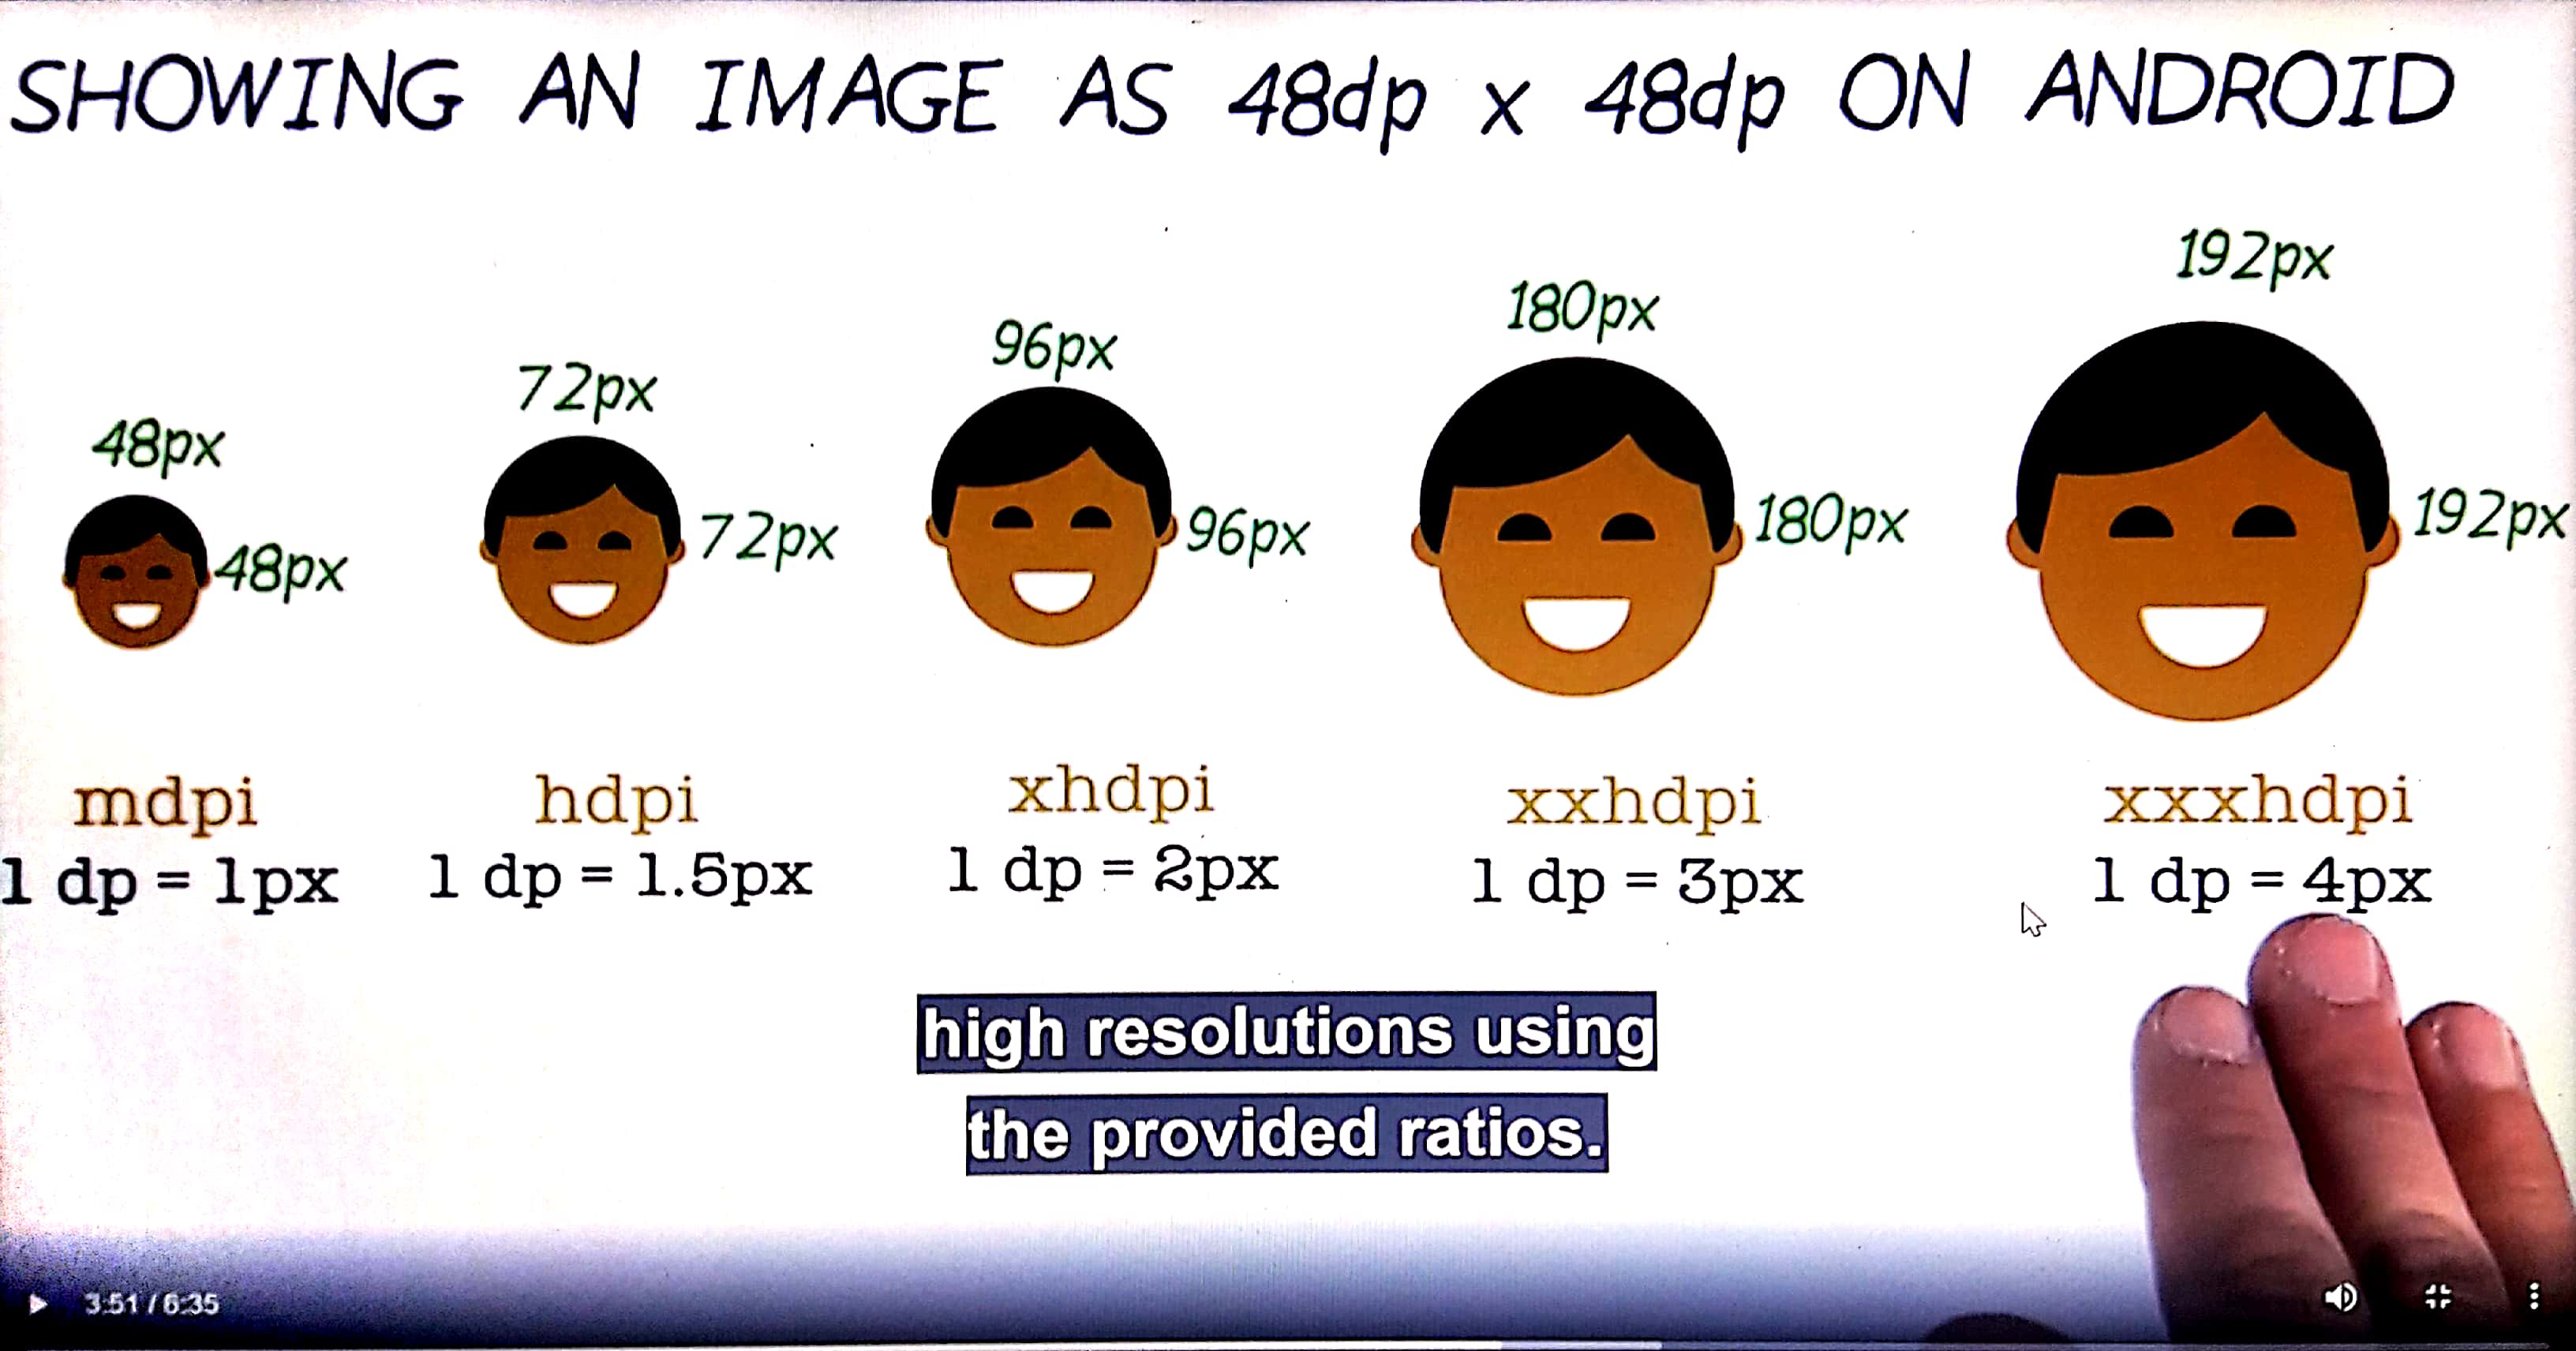 SHOWING AN IMAGE AS 48dp x 48dp ON ANDROID
48px
48px
mdpi
1 dp = 1px
72px
72px
hdpi
1 dp = 1.5px
96px
96px
xhdpi
1 dp = 2px
180px
180px
xxhdpi
1 dp = 3px
192px
192px
xxxhdpi
1 dp = 4px
high resolutions using
the provided ratios.
3:51 / 6:35